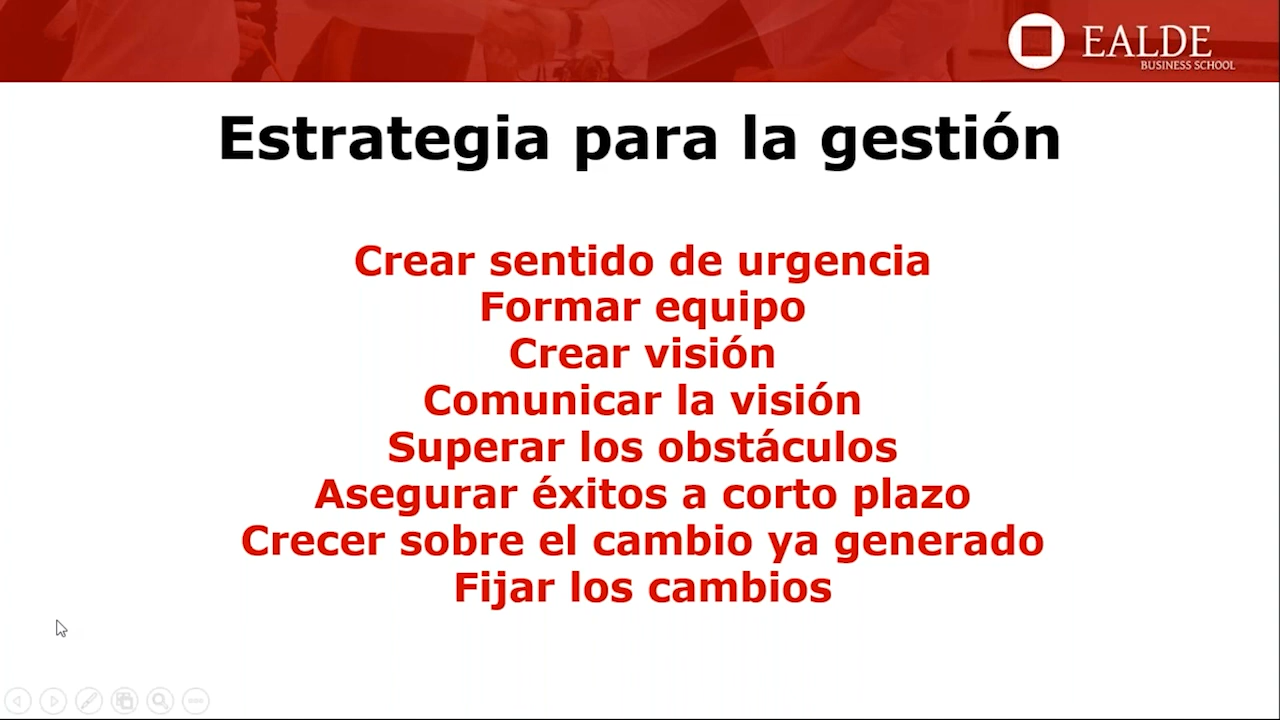 EALDE
BUSINESS SCHOOL
Estrategia para la gestión
Crear sentido de urgencia
Formar equipo
Crear visión
Comunicar la visión
Superar los obstáculos
Asegurar éxitos a corto plazo
Crecer sobre el cambio ya generado
Fijar los cambios